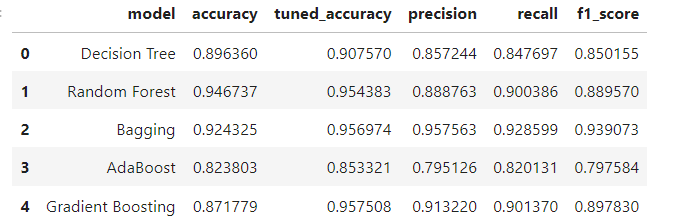 model accuracy tuned_accuracy precision recall f1_score
0 Decision Tree 0.896360 0.907570 0.857244 0.847697 0.850155
1 Random Forest 0.946737 0.954383 0.888763 0.900386 0.889570
2 Bagging 0.924325 0.956974 0.957563 0.928599 0.939073
3 AdaBoost 0.823803 0.853321 0.795126 0.820131 0.797584
4 Gradient Boosting 0.871779 0.957508 0.913220 0.901370 0.897830